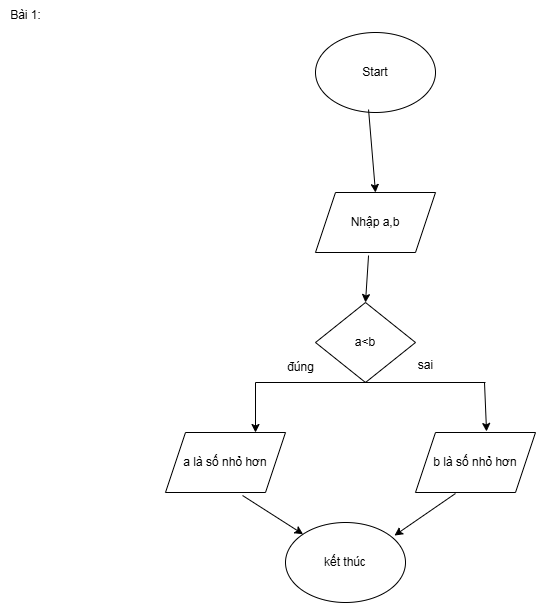 Bài 1:
Start
Nhập a,b
a<b
đúng
sai
a là số nhỏ hơn
b là số nhỏ hơn
kết thúc